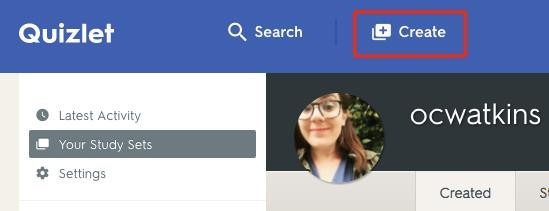 Quizlet Search Create
Latest Activity
Your Study Sets
Settings
ocwatkins
Created